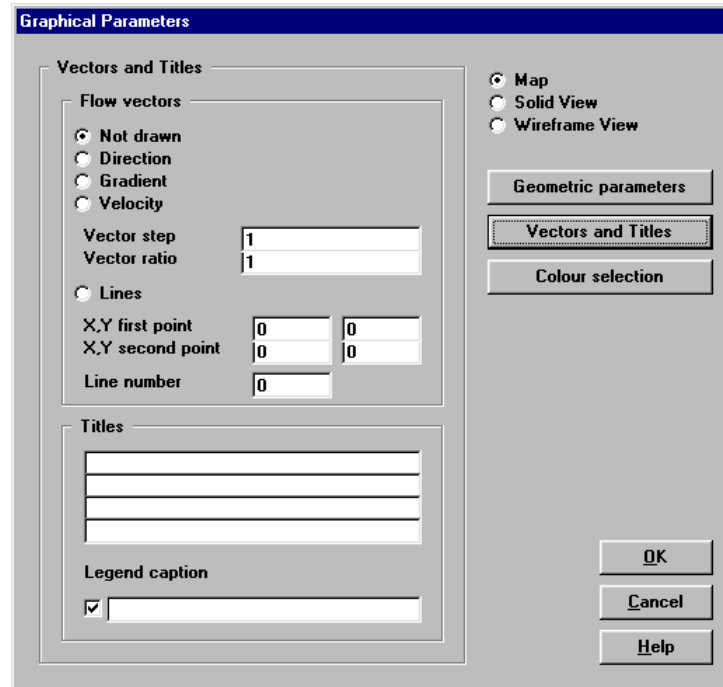 Graphical Parameters
Vectors and Titles
Flow vectors
Not drawn
Direction
Gradient
Velocity
Vector step 1
Vector ratio 1
Lines
X,Y first point 0 0
X,Y second point 0 0
Line number 0
Titles
Legend caption
Map
Solid View
Wireframe View
Geometric parameters
Vectors and Titles
Colour selection
OK
Cancel
Help